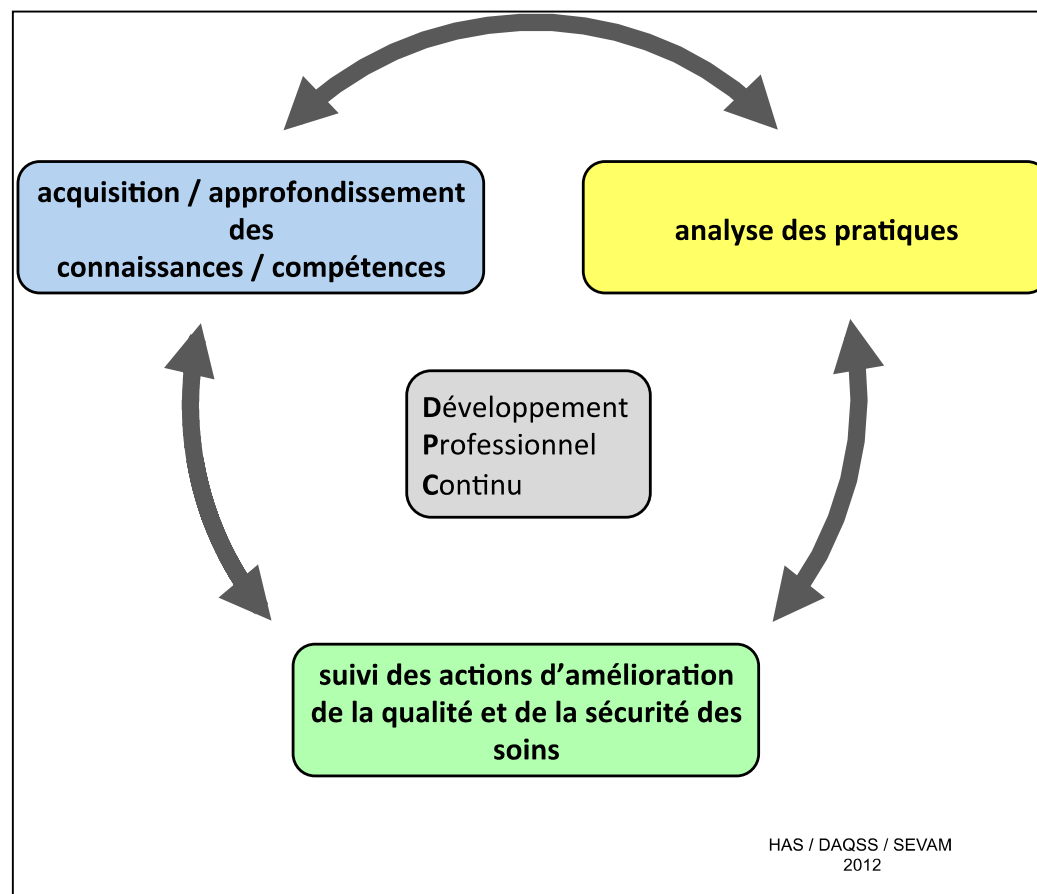 acquisition / approfondissement
des
connaissances / compétences
analyse des pratiques
Développement
Professionnel
Continu
suivi des actions d’amélioration
de la qualité et de la sécurité des
soins
HAS / DAQSS / SEVAM
2012